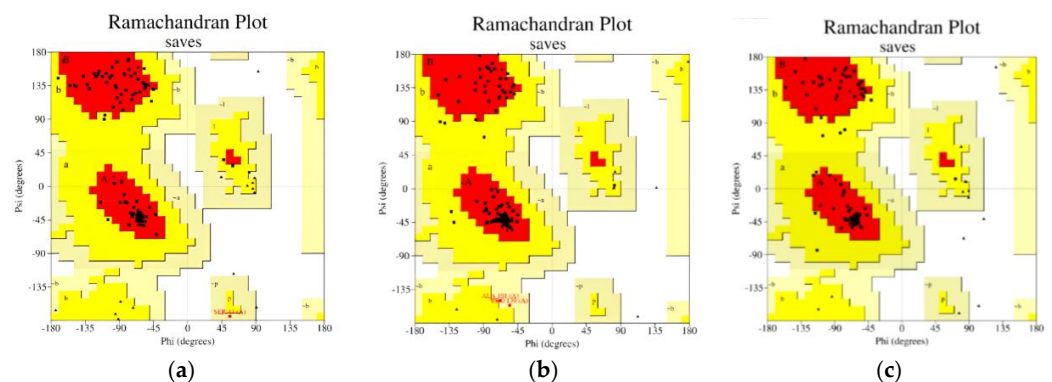 Ramachandran Plot
saves
180
135
90
45
0
-45
-90
-135
-180 -135 -90 -45 0 45 90 135 180
Psi (degrees)
Phi (degrees)
B
b
a
A
~a
~b
~l
l
~p
p
~b
b
(a)
Ramachandran Plot
saves
180
135
90
45
0
-45
-90
-135
-180 -135 -90 -45 0 45 90 135 180
Psi (degrees)
Phi (degrees)
B
b
a
A
~a
~b
~l
l
~p
p
~b
b
(b)
Ramachandran Plot
saves
180
135
90
45
0
-45
-90
-135
-180 -135 -90 -45 0 45 90 135 180
Psi (degrees)
Phi (degrees)
b
a
A
~a
~b
~l
l
~p
p
~b
b
(c)